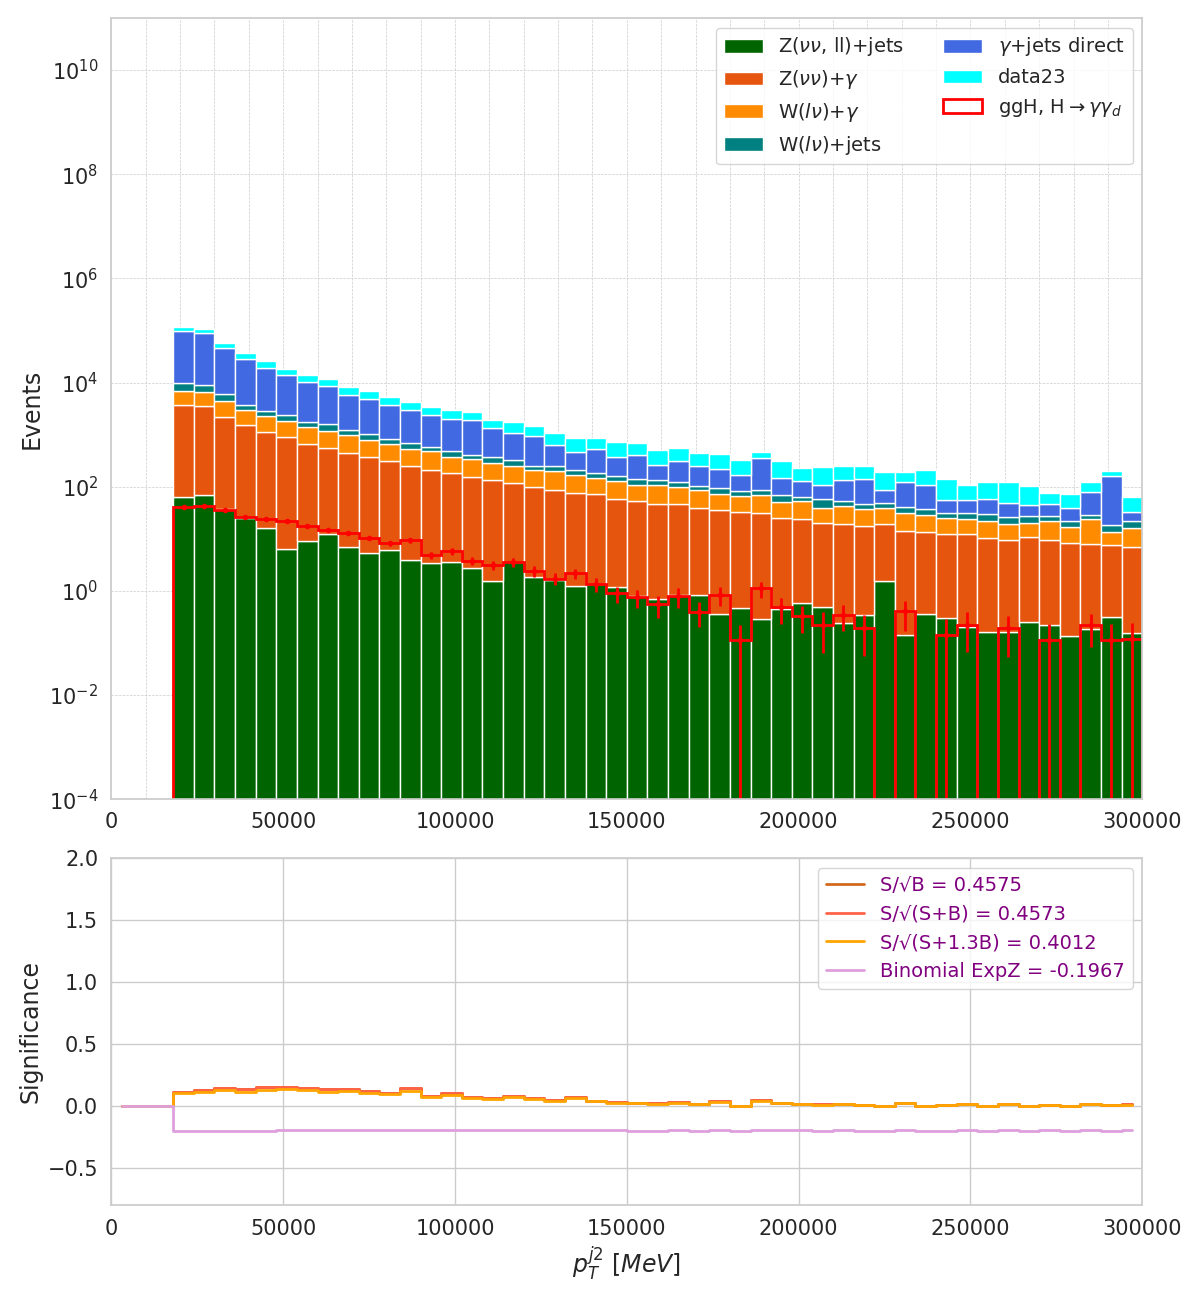 Z(νν, ll)+jets
Z(νν)+γ
W(lν)+γ
W(lν)+jets
γ+jets direct
data23
ggH, H→γγ_d
Events
10^10
10^8
10^6
10^4
10^2
10^0
10^−2
10^−4
0 50000 100000 150000 200000 250000 300000
S/√B = 0.4575
S/√(S+B) = 0.4573
S/√(S+1.3B) = 0.4012
Binomial ExpZ = -0.1967
Significance
2.0
1.5
1.0
0.5
0.0
−0.5
0 50000 100000 150000 200000 250000 300000
p_T^{j2} [MeV]